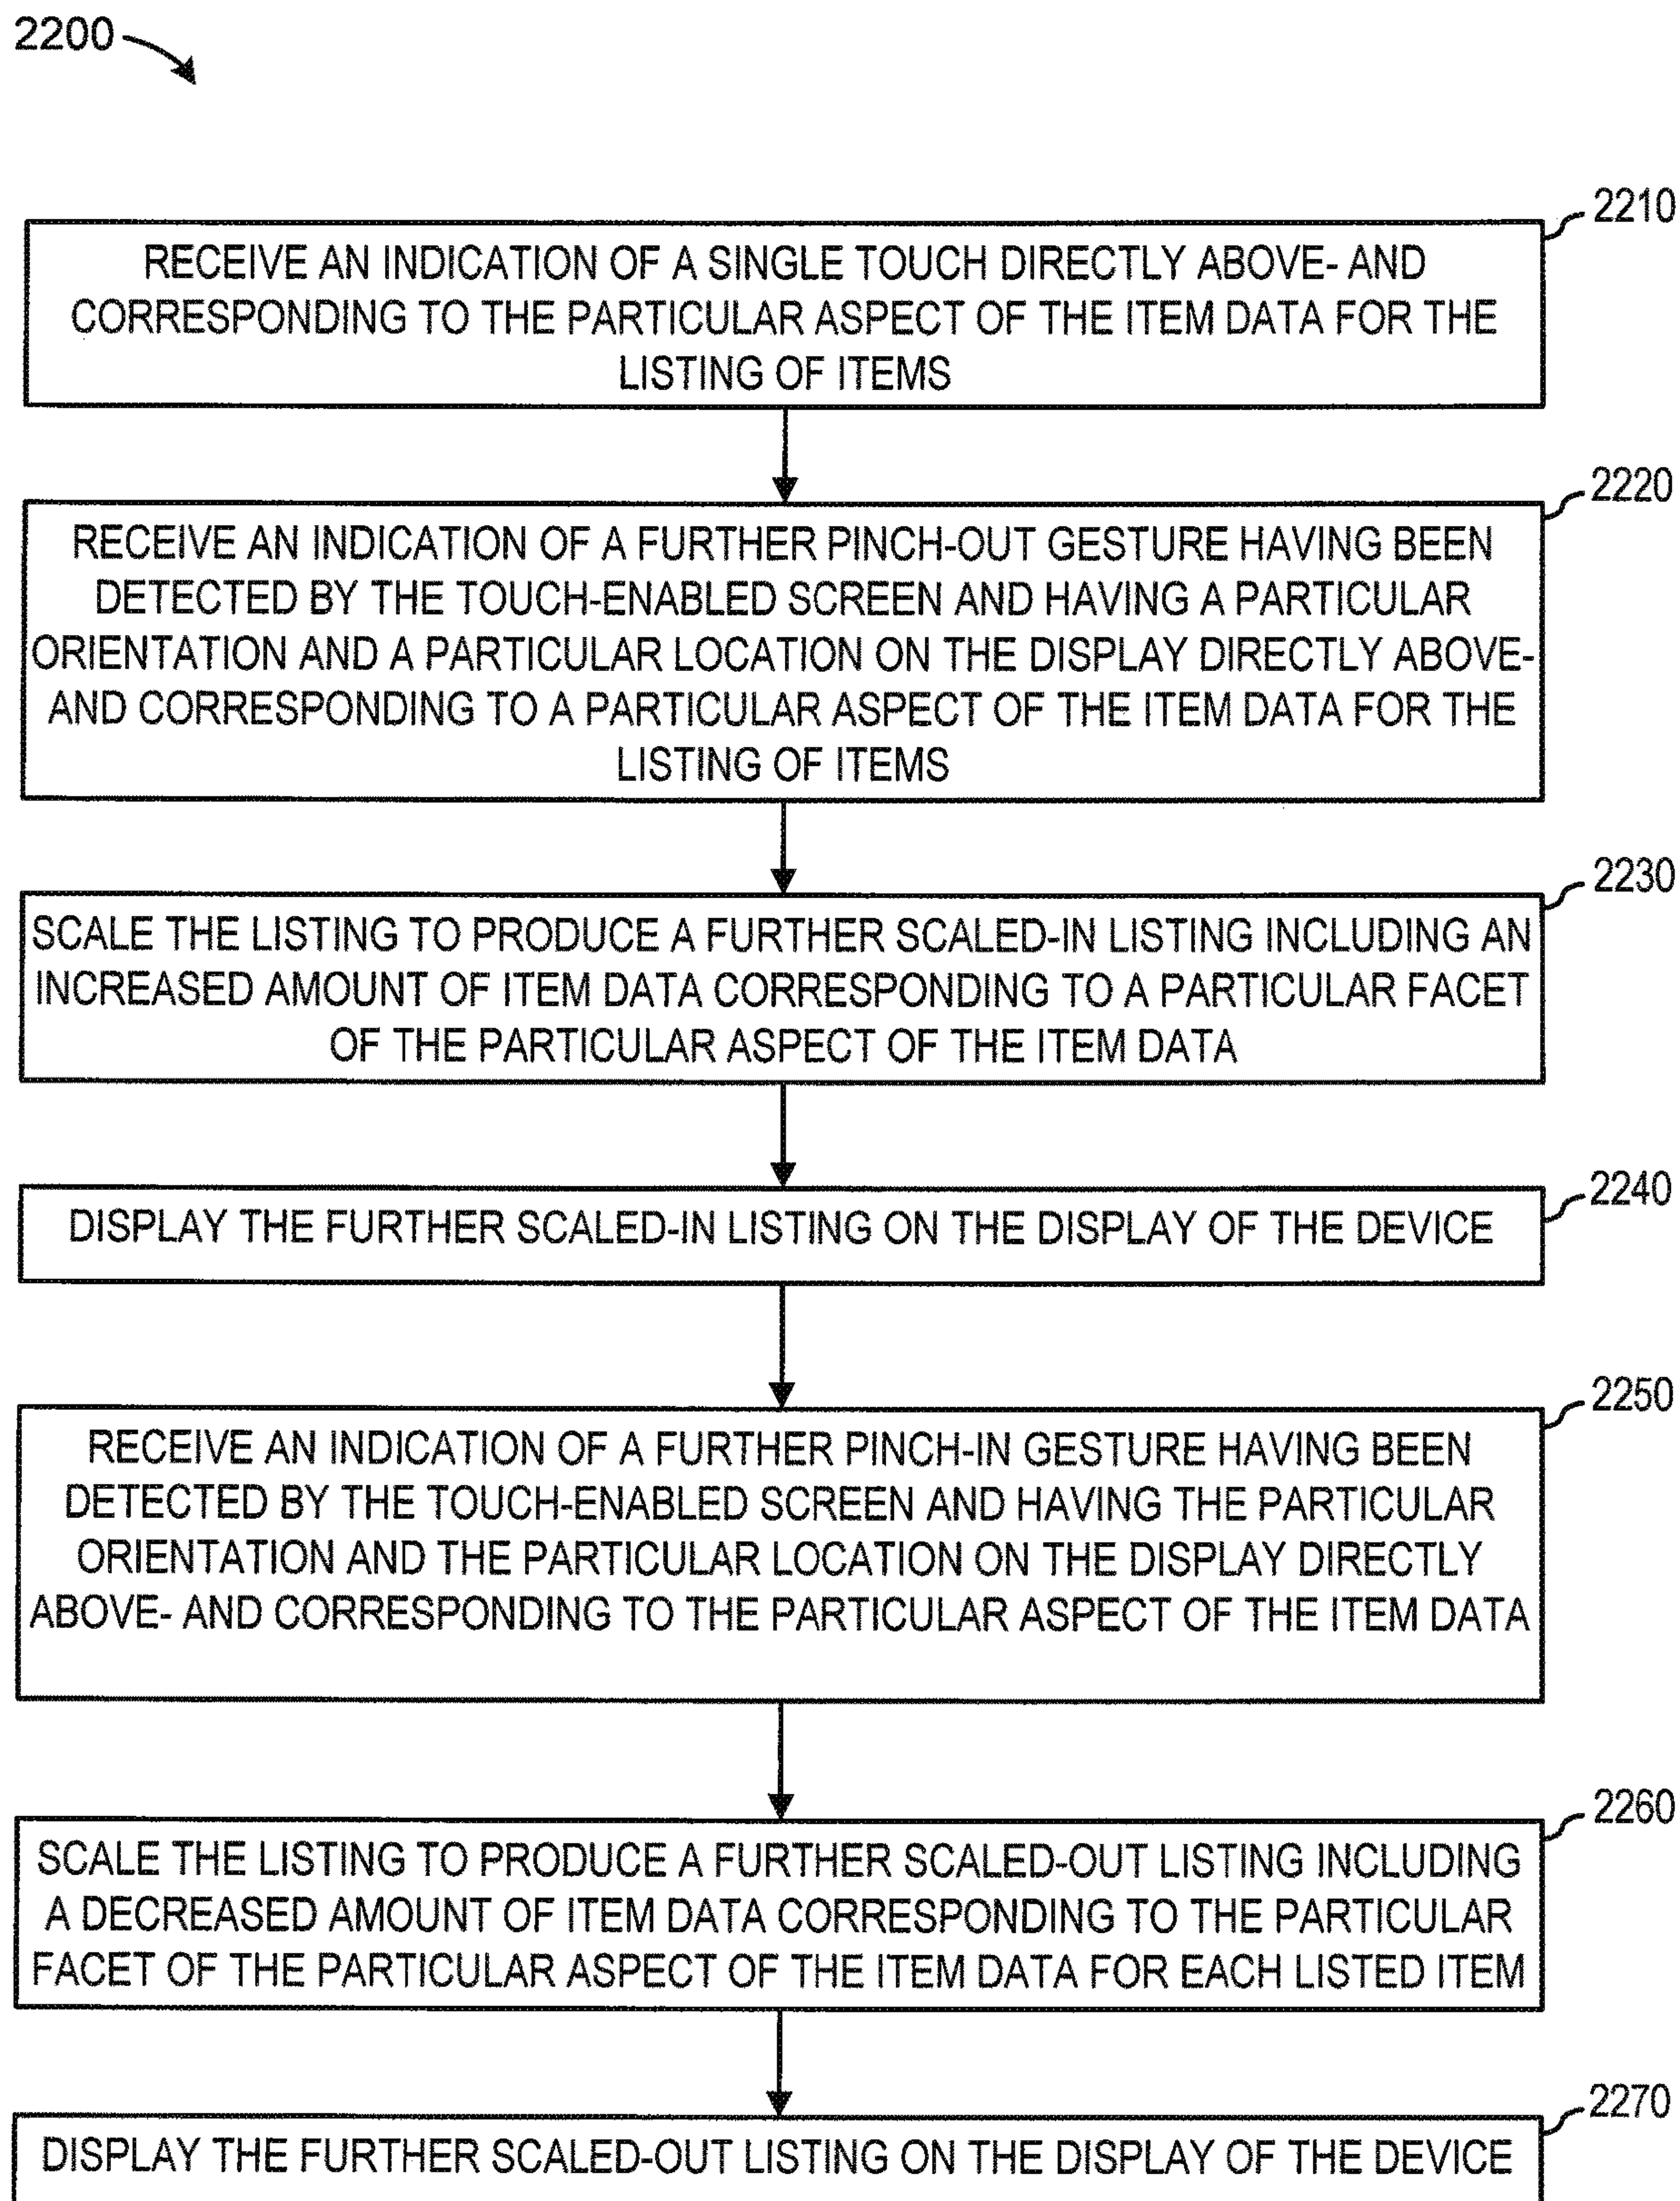 2200
2210
RECEIVE AN INDICATION OF A SINGLE TOUCH DIRECTLY ABOVE- AND
CORRESPONDING TO THE PARTICULAR ASPECT OF THE ITEM DATA FOR THE
LISTING OF ITEMS
2220
RECEIVE AN INDICATION OF A FURTHER PINCH-OUT GESTURE HAVING BEEN
DETECTED BY THE TOUCH-ENABLED SCREEN AND HAVING A PARTICULAR
ORIENTATION AND A PARTICULAR LOCATION ON THE DISPLAY DIRECTLY ABOVE-
AND CORRESPONDING TO A PARTICULAR ASPECT OF THE ITEM DATA FOR THE
LISTING OF ITEMS
2230
SCALE THE LISTING TO PRODUCE A FURTHER SCALED-IN LISTING INCLUDING AN
INCREASED AMOUNT OF ITEM DATA CORRESPONDING TO A PARTICULAR FACET
OF THE PARTICULAR ASPECT OF THE ITEM DATA
2240
DISPLAY THE FURTHER SCALED-IN LISTING ON THE DISPLAY OF THE DEVICE
2250
RECEIVE AN INDICATION OF A FURTHER PINCH-IN GESTURE HAVING BEEN
DETECTED BY THE TOUCH-ENABLED SCREEN AND HAVING THE PARTICULAR
ORIENTATION AND THE PARTICULAR LOCATION ON THE DISPLAY DIRECTLY
ABOVE- AND CORRESPONDING TO THE PARTICULAR ASPECT OF THE ITEM DATA
2260
SCALE THE LISTING TO PRODUCE A FURTHER SCALED-OUT LISTING INCLUDING
A DECREASED AMOUNT OF ITEM DATA CORRESPONDING TO THE PARTICULAR
FACET OF THE PARTICULAR ASPECT OF THE ITEM DATA FOR EACH LISTED ITEM
2270
DISPLAY THE FURTHER SCALED-OUT LISTING ON THE DISPLAY OF THE DEVICE